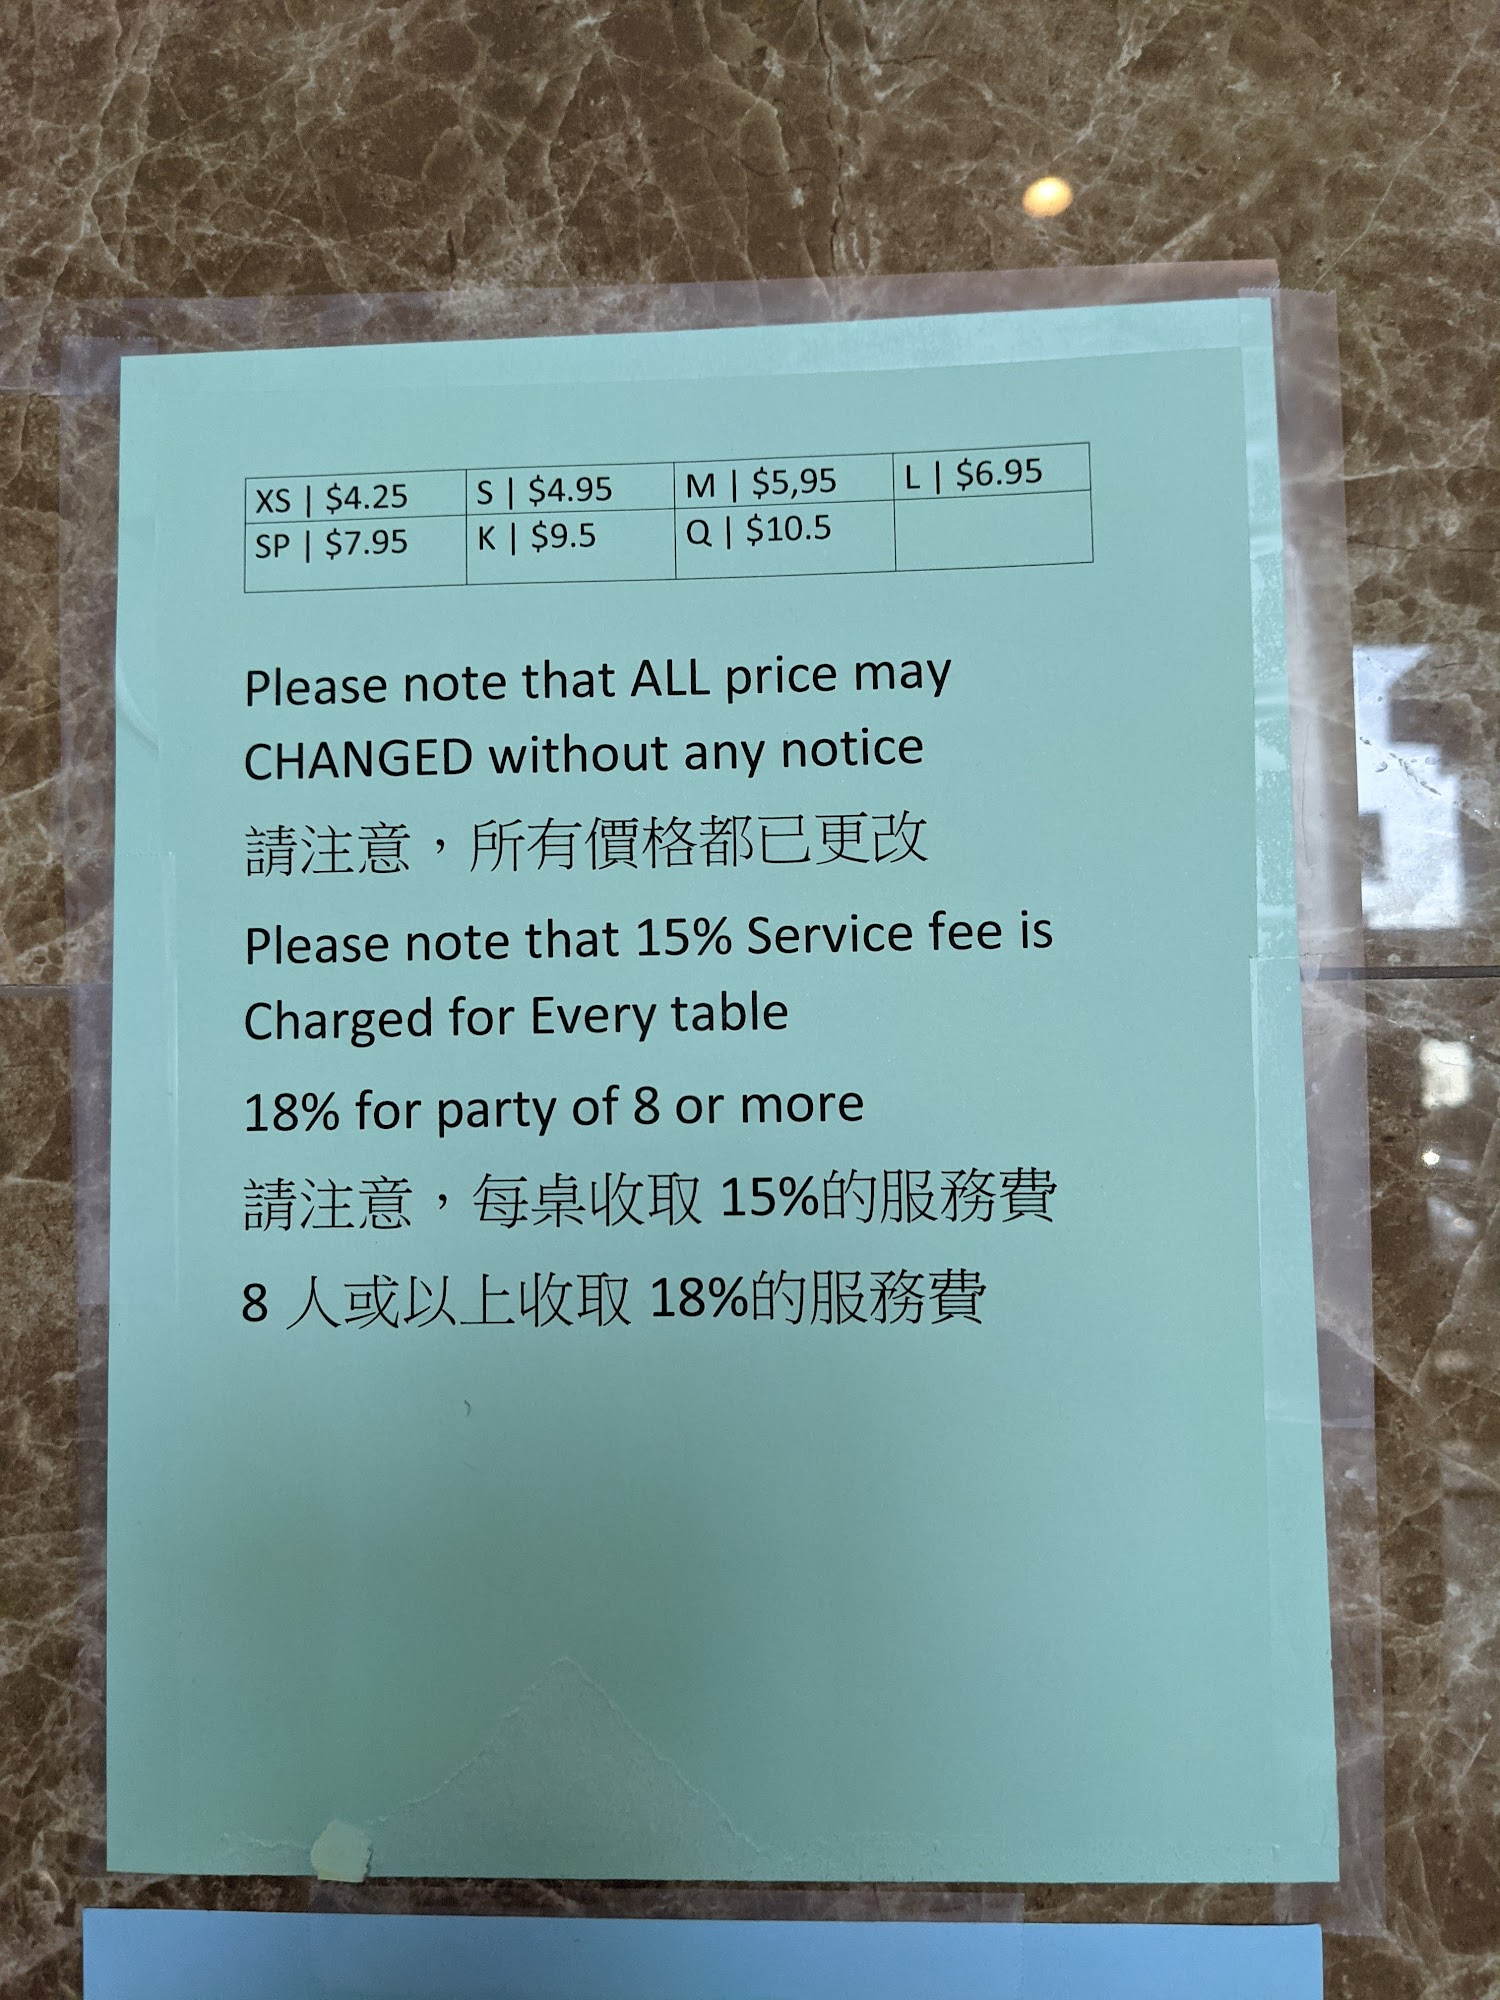 XS | $4.25 S | $4.95 M | $5,95 L | $6.95
SP | $7.95 K | $9.5 Q | $10.5
Please note that ALL price may
CHANGED without any notice
請注意，所有價格都已更改
Please note that 15% Service fee is
Charged for Every table
18% for party of 8 or more
請注意，每桌收取 15%的服務費
8 人或以上收取 18%的服務費